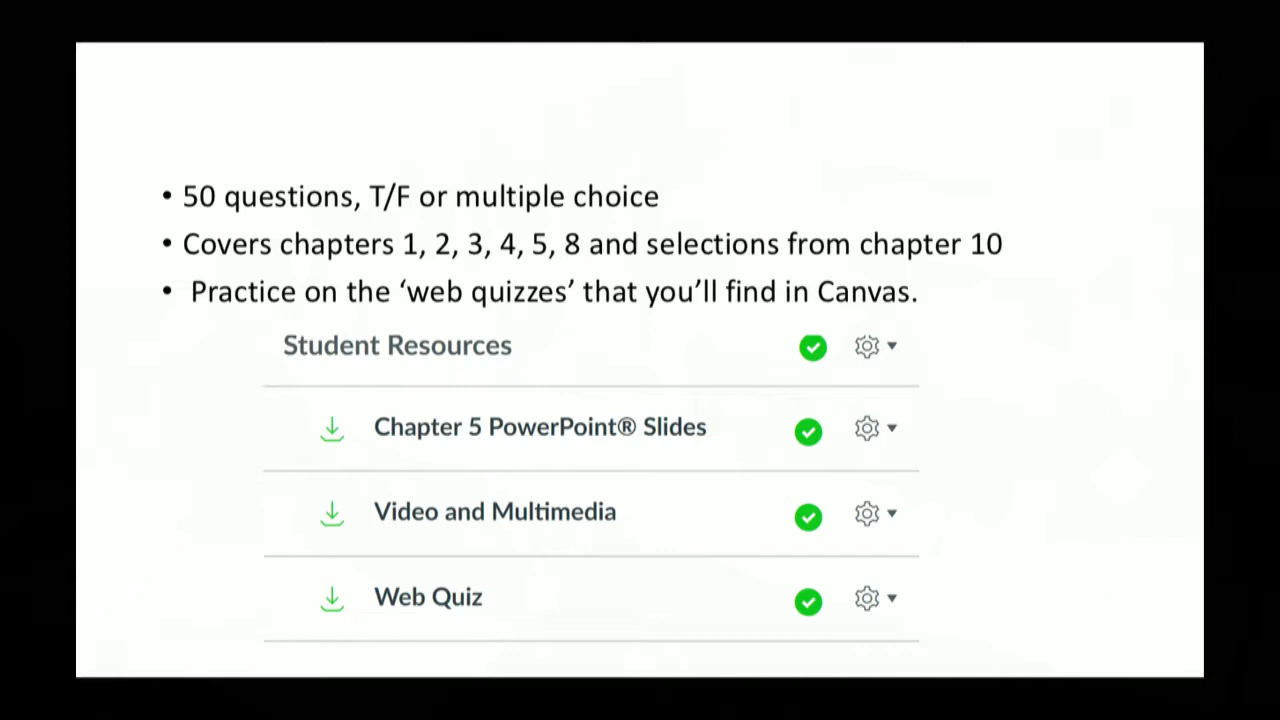 • 50 questions, T/F or multiple choice
• Covers chapters 1, 2, 3, 4, 5, 8 and selections from chapter 10
• Practice on the ‘web quizzes’ that you’ll find in Canvas.
Student Resources
Chapter 5 PowerPoint® Slides
Video and Multimedia
Web Quiz